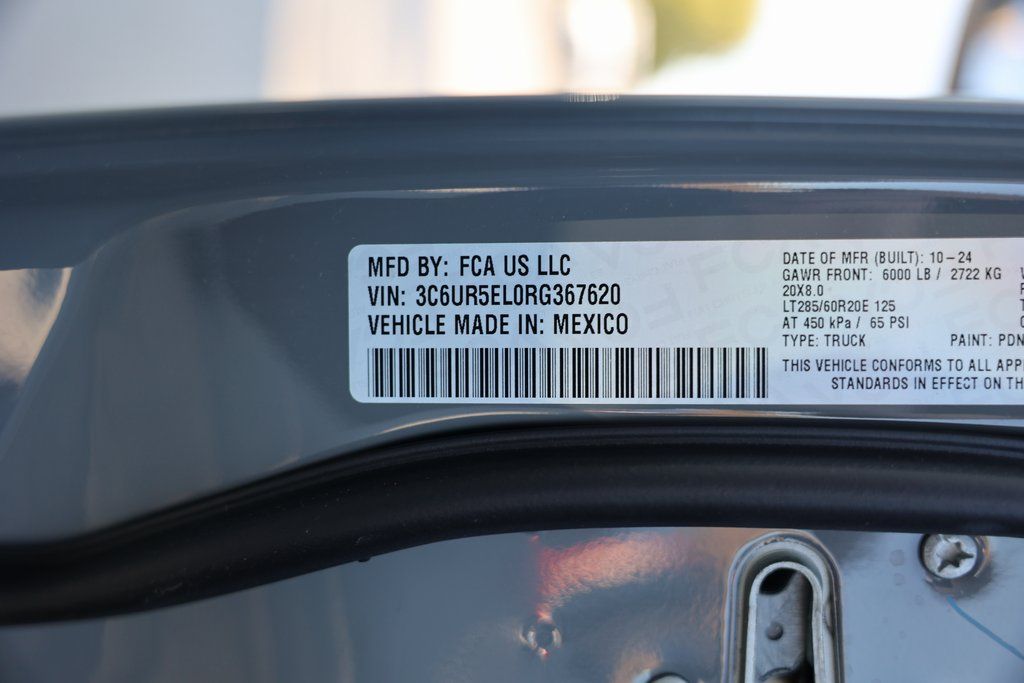 MFD BY: FCA US LLC
VIN: 3C6UR5EL0RG367620
VEHICLE MADE IN: MEXICO
DATE OF MFR (BUILT): 10-24
GAWR FRONT: 6000 LB / 2722 KG
20X8.0
LT285/60R20E 125
AT 450 kPa / 65 PSI
TYPE: TRUCK PAINT: PDN
THIS VEHICLE CONFORMS TO ALL
STANDARDS IN EFFECT ON